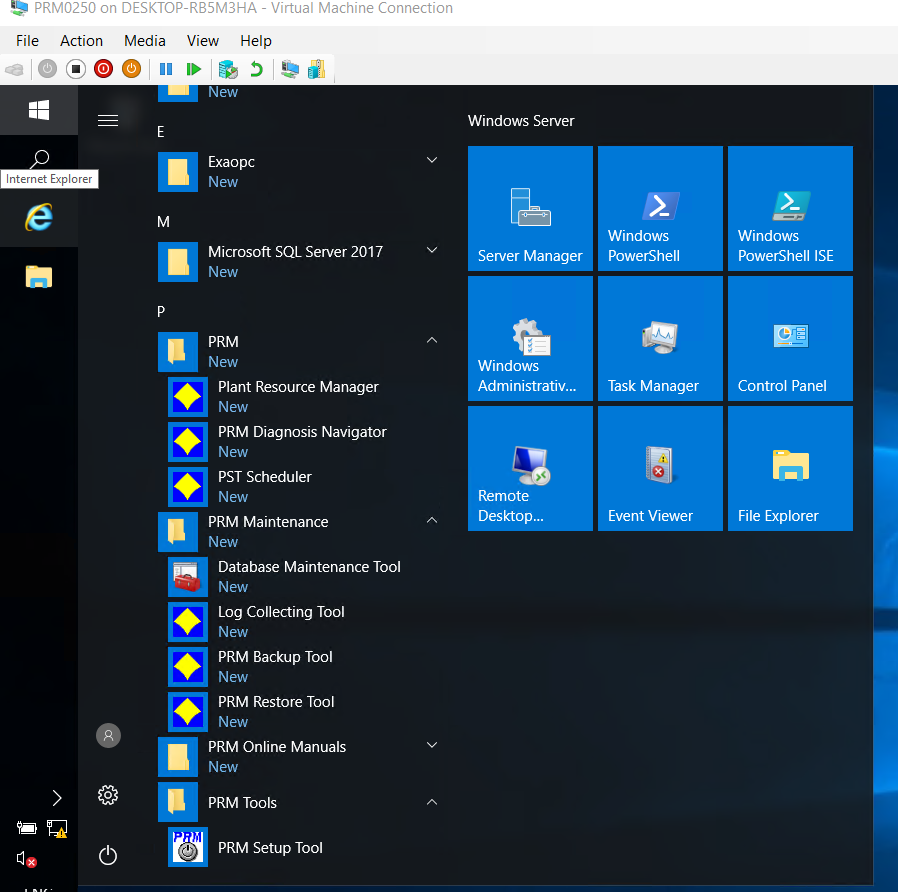 PRM0250 on DESKTOP-RB5M3HA - Virtual Machine Connection
File Action Media View Help
New
E
Exaopc
New
Internet Explorer
M
Microsoft SQL Server 2017
New
P
PRM
New
Plant Resource Manager
New
PRM Diagnosis Navigator
New
PST Scheduler
New
PRM Maintenance
New
Database Maintenance Tool
New
Log Collecting Tool
New
PRM Backup Tool
New
PRM Restore Tool
New
PRM Online Manuals
New
PRM Tools
PRM
PRM Setup Tool
Windows Server
Server Manager
Windows
PowerShell
Windows
PowerShell ISE
Windows
Administrativ...
Task Manager
Control Panel
Remote
Desktop...
Event Viewer
File Explorer